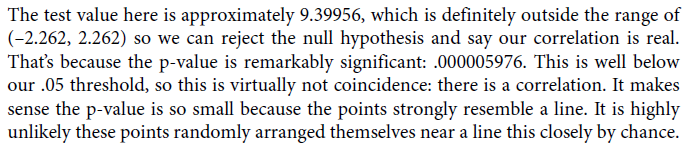 The test value here is approximately 9.39956, which is definitely outside the range of
(–2.262, 2.262) so we can reject the null hypothesis and say our correlation is real.
That’s because the p-value is remarkably significant: .000005976. This is well below
our .05 threshold, so this is virtually not coincidence: there is a correlation. It makes
sense the p-value is so small because the points strongly resemble a line. It is highly
unlikely these points randomly arranged themselves near a line this closely by chance.